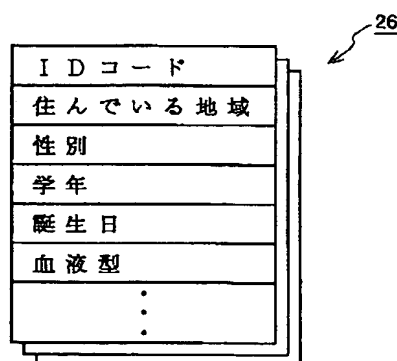 26
IDコード
住んでいる地域
性別
学年
誕生日
血液型